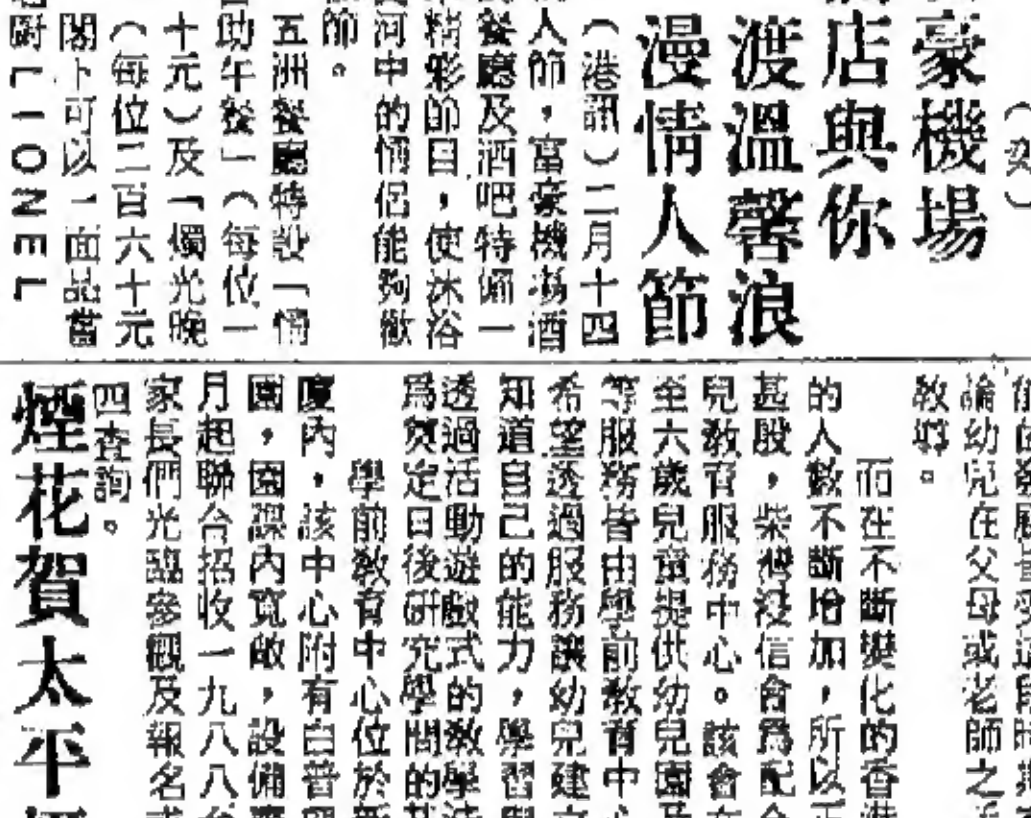 豪機場
店與你
渡溫馨浪
漫情人節
（港訊）二月十四
人節，富豪機場酒
餐廳及酒吧特備一
精彩節目，使沐浴
河中的情侶能夠歡
節。
五洲餐廳特設「情
助午餐」（每位一
十元）及「燭光晚
（每位二百六十元
閣下可以一面品嘗
LIONEL
教導。
論幼兒在父母或老師之
而在不斷變化的香港
的人數不斷增加，所以
甚殷，柴灣浸信會爲配合
兒教育服務中心。該會
至六歲兒童提供幼兒園及
等服務皆由學前教育中心
希望透過服務讓幼兒建立
知道自己的能力，學習與
透過活動遊戲式的教學法
爲奠定日後研究學問的基
學前教育中心位於
廈內，該中心附有白普
園，園課內寬敞，設備
月起聯合招收一九八八
家長們光臨參觀及報名或
四查詢。
煙花賀太平